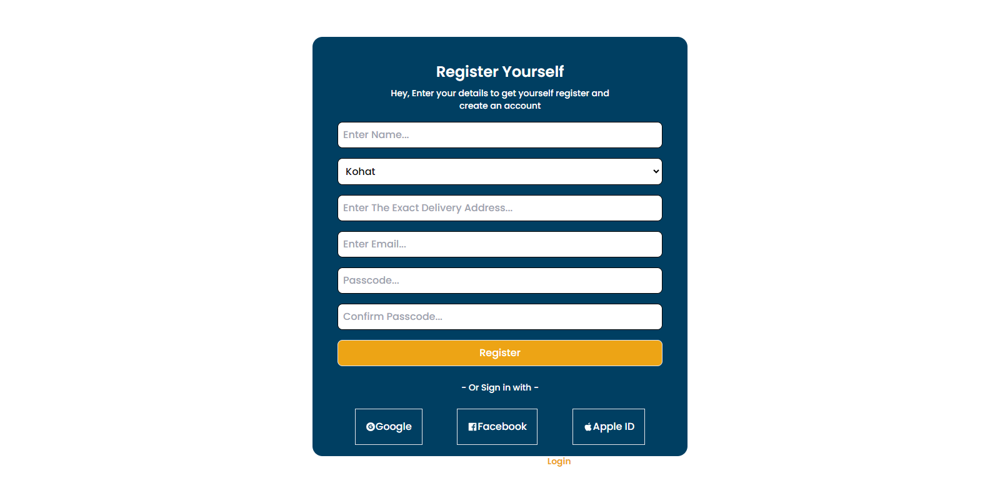 Register Yourself
Hey, Enter your details to get yourself register and
create an account
Enter Name...
Kohat
Enter The Exact Delivery Address...
Enter Email...
Passcode...
Confirm Passcode...
Register
- Or Sign in with -
Google
Facebook
Apple ID
Login